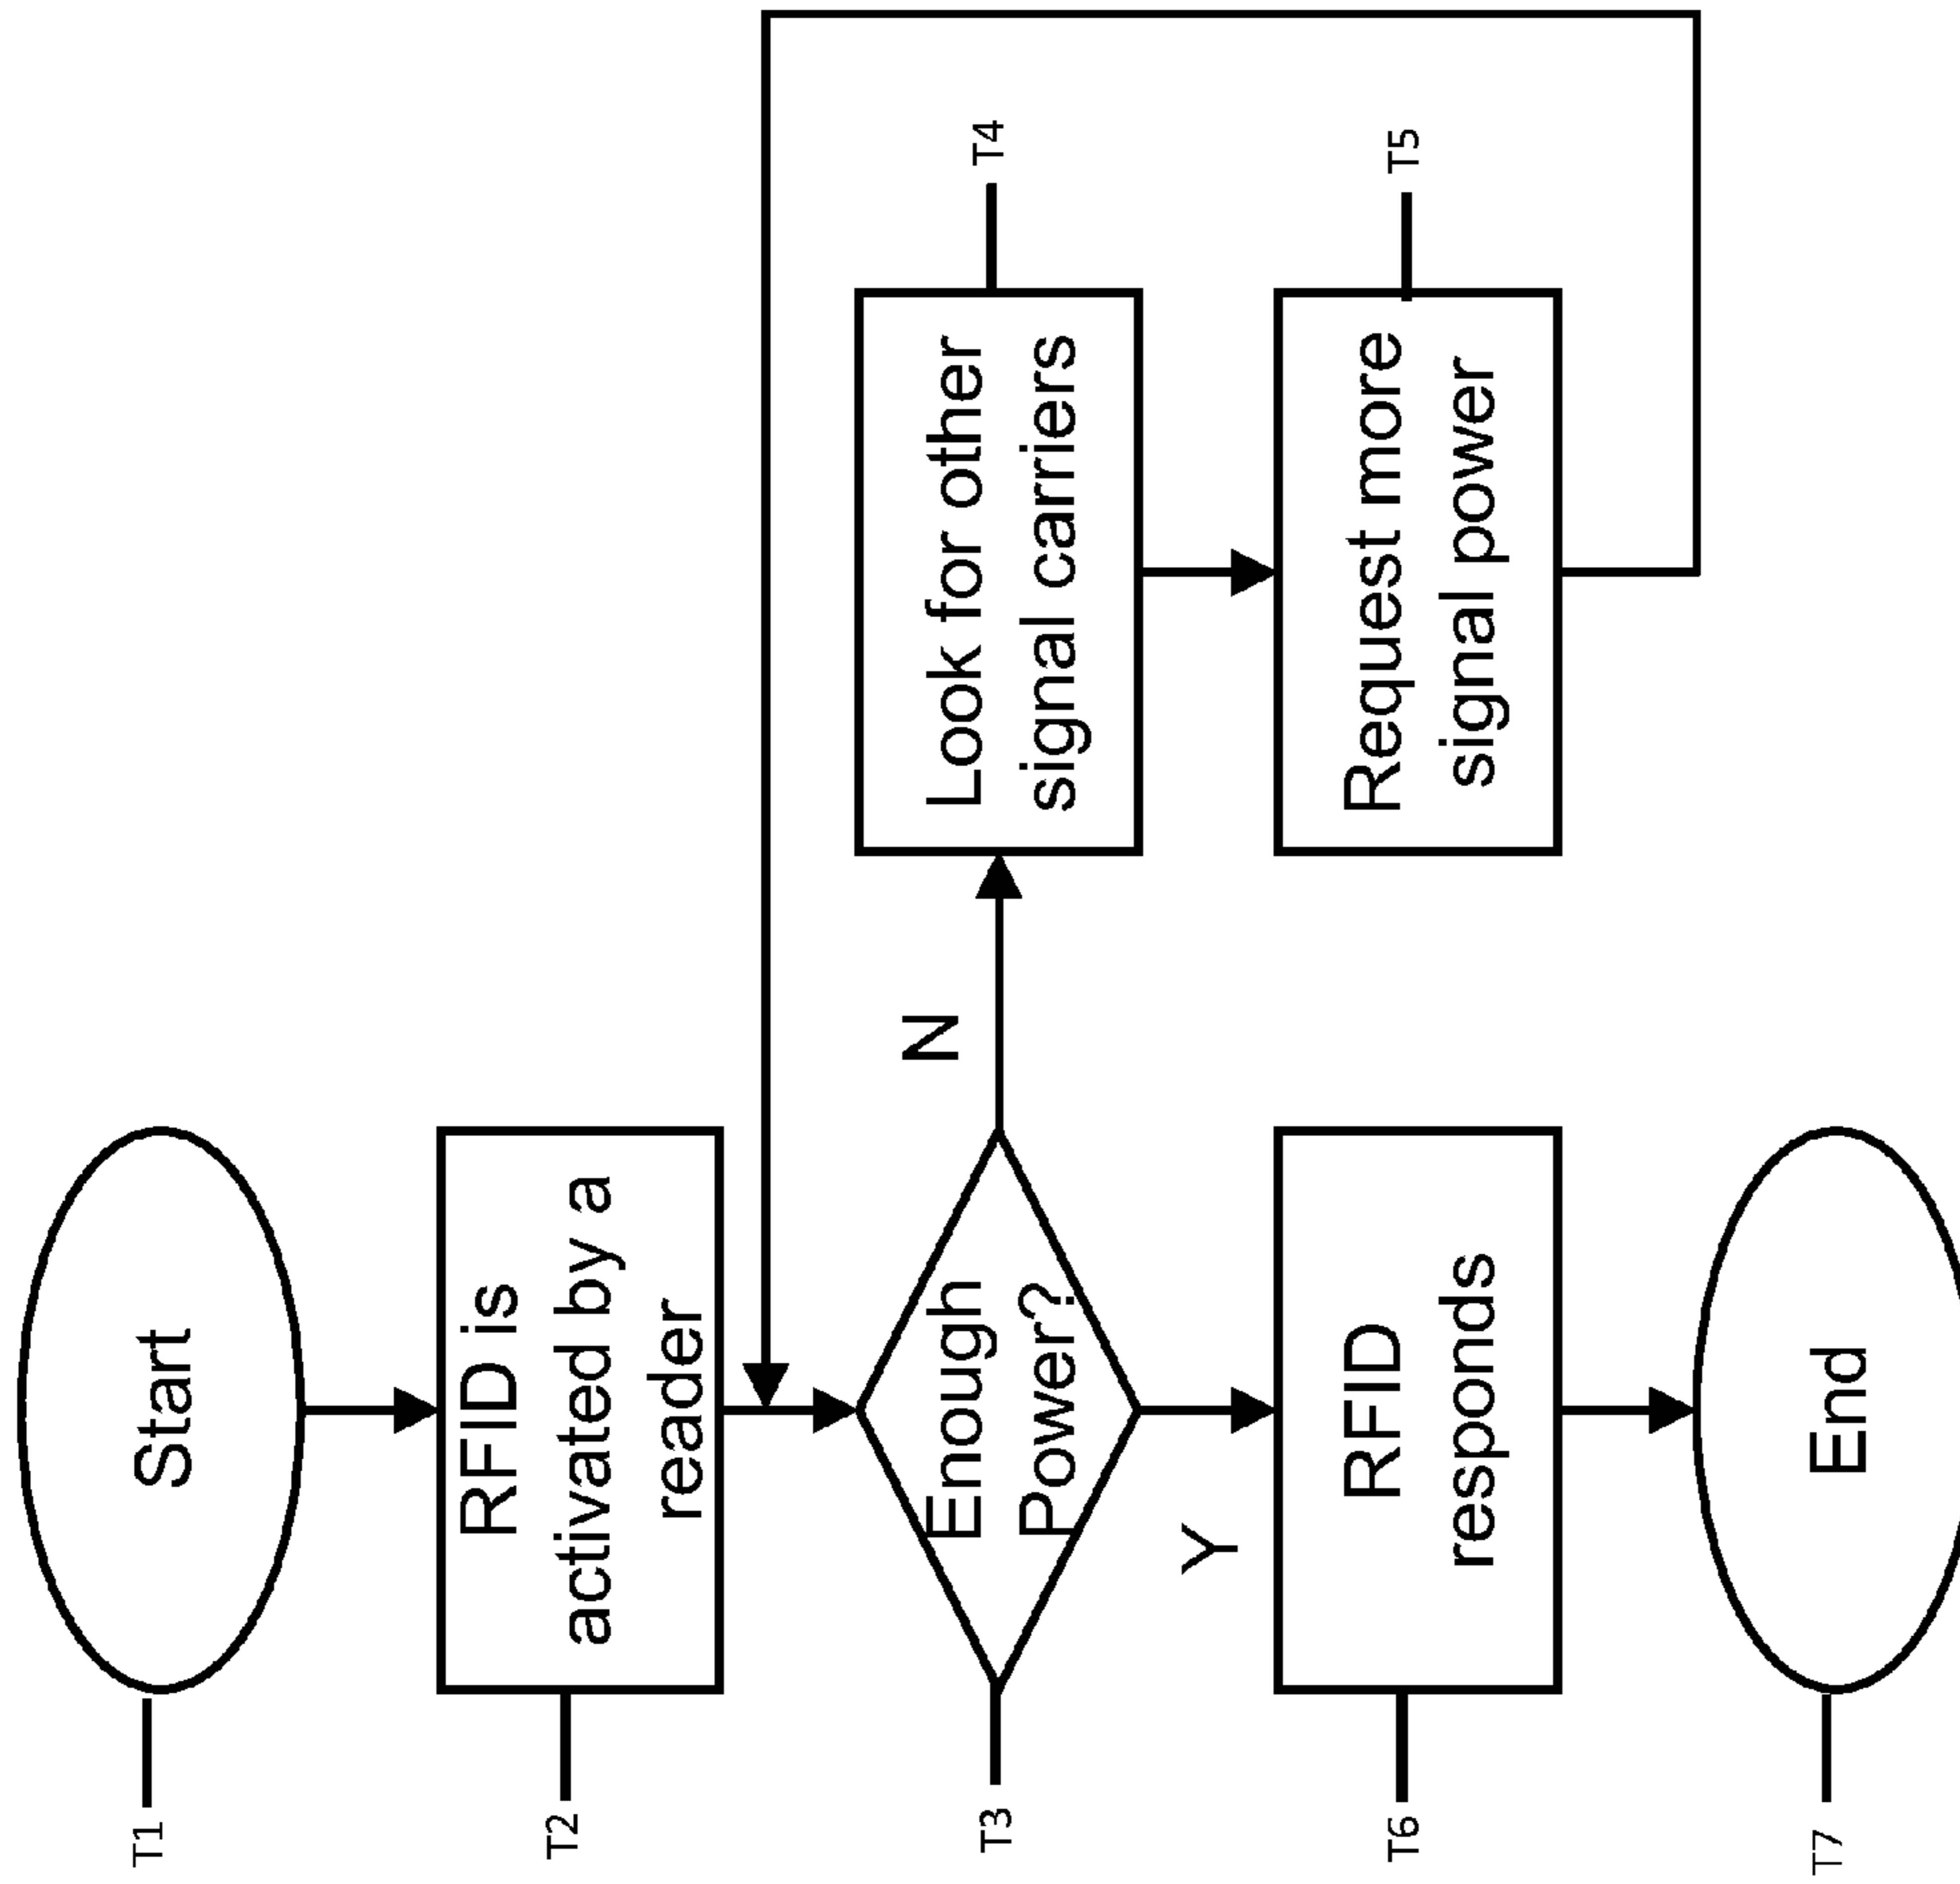 T1
Start
T2
RFID is
activated by a
reader
T3
Enough
Power?
N
Look for other
signal carriers
T4
Request more
signal power
T5
Y
T6
RFID
responds
T7
End